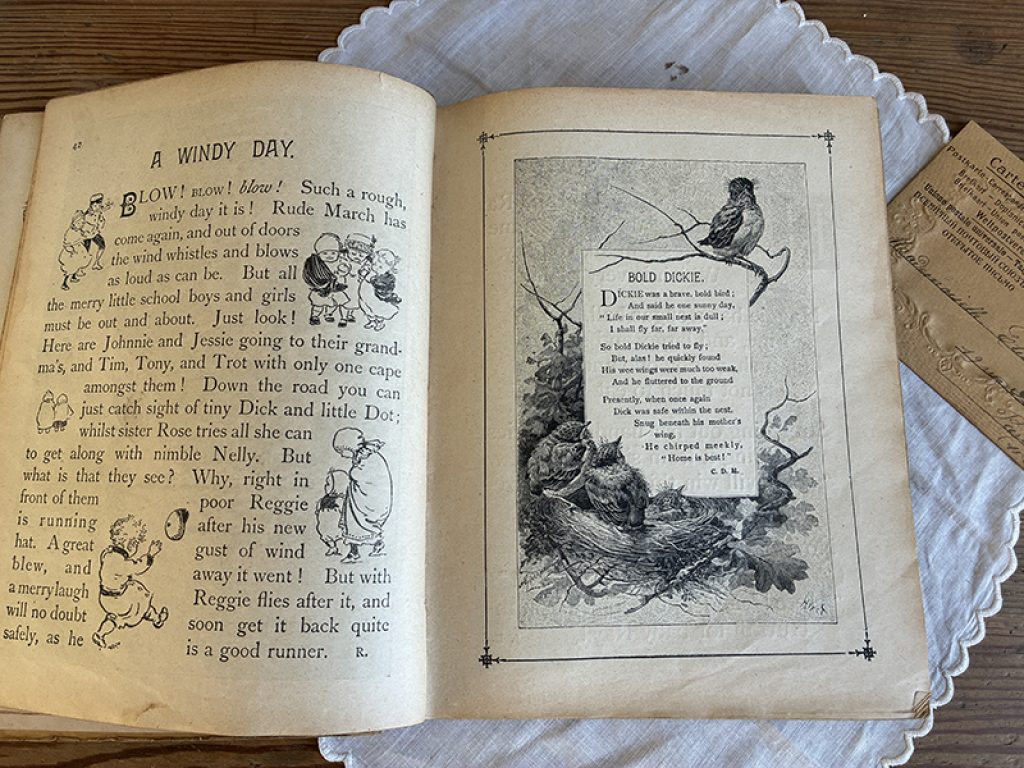 42
A WINDY DAY.
BLOW! BLOW! blow! Such a rough,
windy day it is! Rude March has
come again, and out of doors
the wind whistles and blows
as loud as can be. But all
the merry little school boys and girls
must be out and about. Just look!
Here are Johnnie and Jessie going to their grand-
ma's, and Tim, Tony, and Trot with only one cape
amongst them! Down the road you can
just catch sight of tiny Dick and little Dot;
whilst sister Rose tries all she can
to get along with nimble Nelly. But
what is that they see? Why, right in
front of them poor Reggie
is running after his new
hat. A great gust of wind
blew, and away it went! But with
a merry laugh Reggie flies after it, and
will no doubt soon get it back quite
safely, as he is a good runner. R.
BOLD DICKIE.
DICKIE was a brave, bold bird;
And said he one sunny day,
"Life in our small nest is dull;
I shall fly far, far away."
So bold Dickie tried to fly;
But, alas! he quickly found
His wee wings were much too weak,
And he fluttered to the ground
Presently, when once again
Dick was safe within the nest.
Snug beneath his mother's
wing,
He chirped meekly,
"Home is best!"
C. D. M.
Carte
Postkarte
Union postale universelle